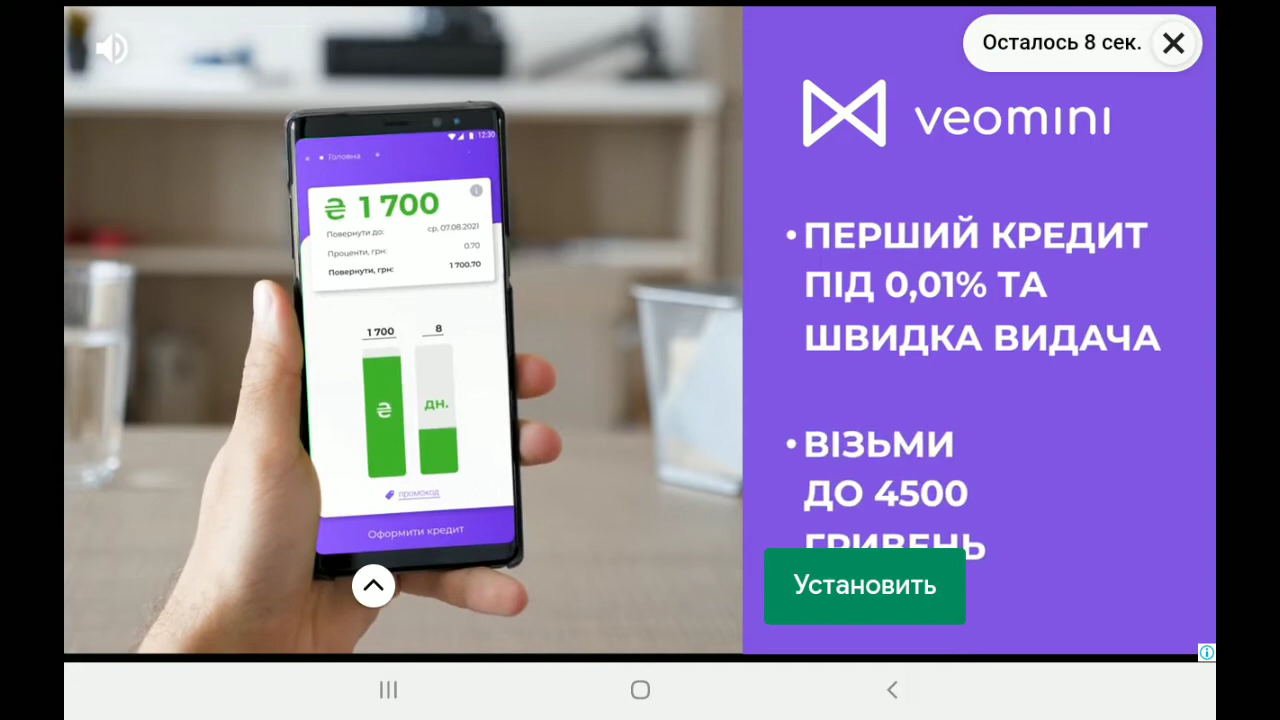 Осталось 8 сек.
veomini
12:30
Головна
₴ 1 700
Повернути до: ср, 07.08.2021
Проценти, грн: 0.70
Повернути, грн: 1 700.70
1 700 8
₴ дн.
промокод
Оформити кредит
• ПЕРШИЙ КРЕДИТ
ПІД 0,01% ТА
ШВИДКА ВИДАЧА
• ВІЗЬМИ
ДО 4500
ГРИВЕНЬ
Установить